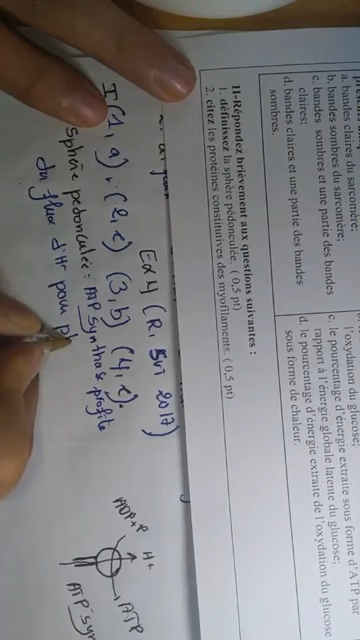 a. bandes claires du sarcomère;
b. bandes sombres du sarcomère;
c. bandes sombres et une partie des bandes
claires;
d. bandes claires et une partie des bandes
sombres.
l'oxydation du glucose;
c. le pourcentage d'énergie extraite sous forme d'ATP par
rapport à l'énergie globale latente du glucose;
d. le pourcentage d'énergie extraite de l'oxydation du glucose
sous forme de chaleur.
II-Répondez brièvement aux questions suivantes :
1. définissez la sphère pédonculée. ( 0,5 pt)
2. citez les protéines constitutives des myofilaments. ( 0,5 pt)
Ex 4 (R, SVT 2017)
I (1, a), (2, c) (3, b) (4, c).
sphère pedonculée : ATP Synthase, profite
du flux d'H+ pour
ADP+P
H+
ATP
ATP Syn